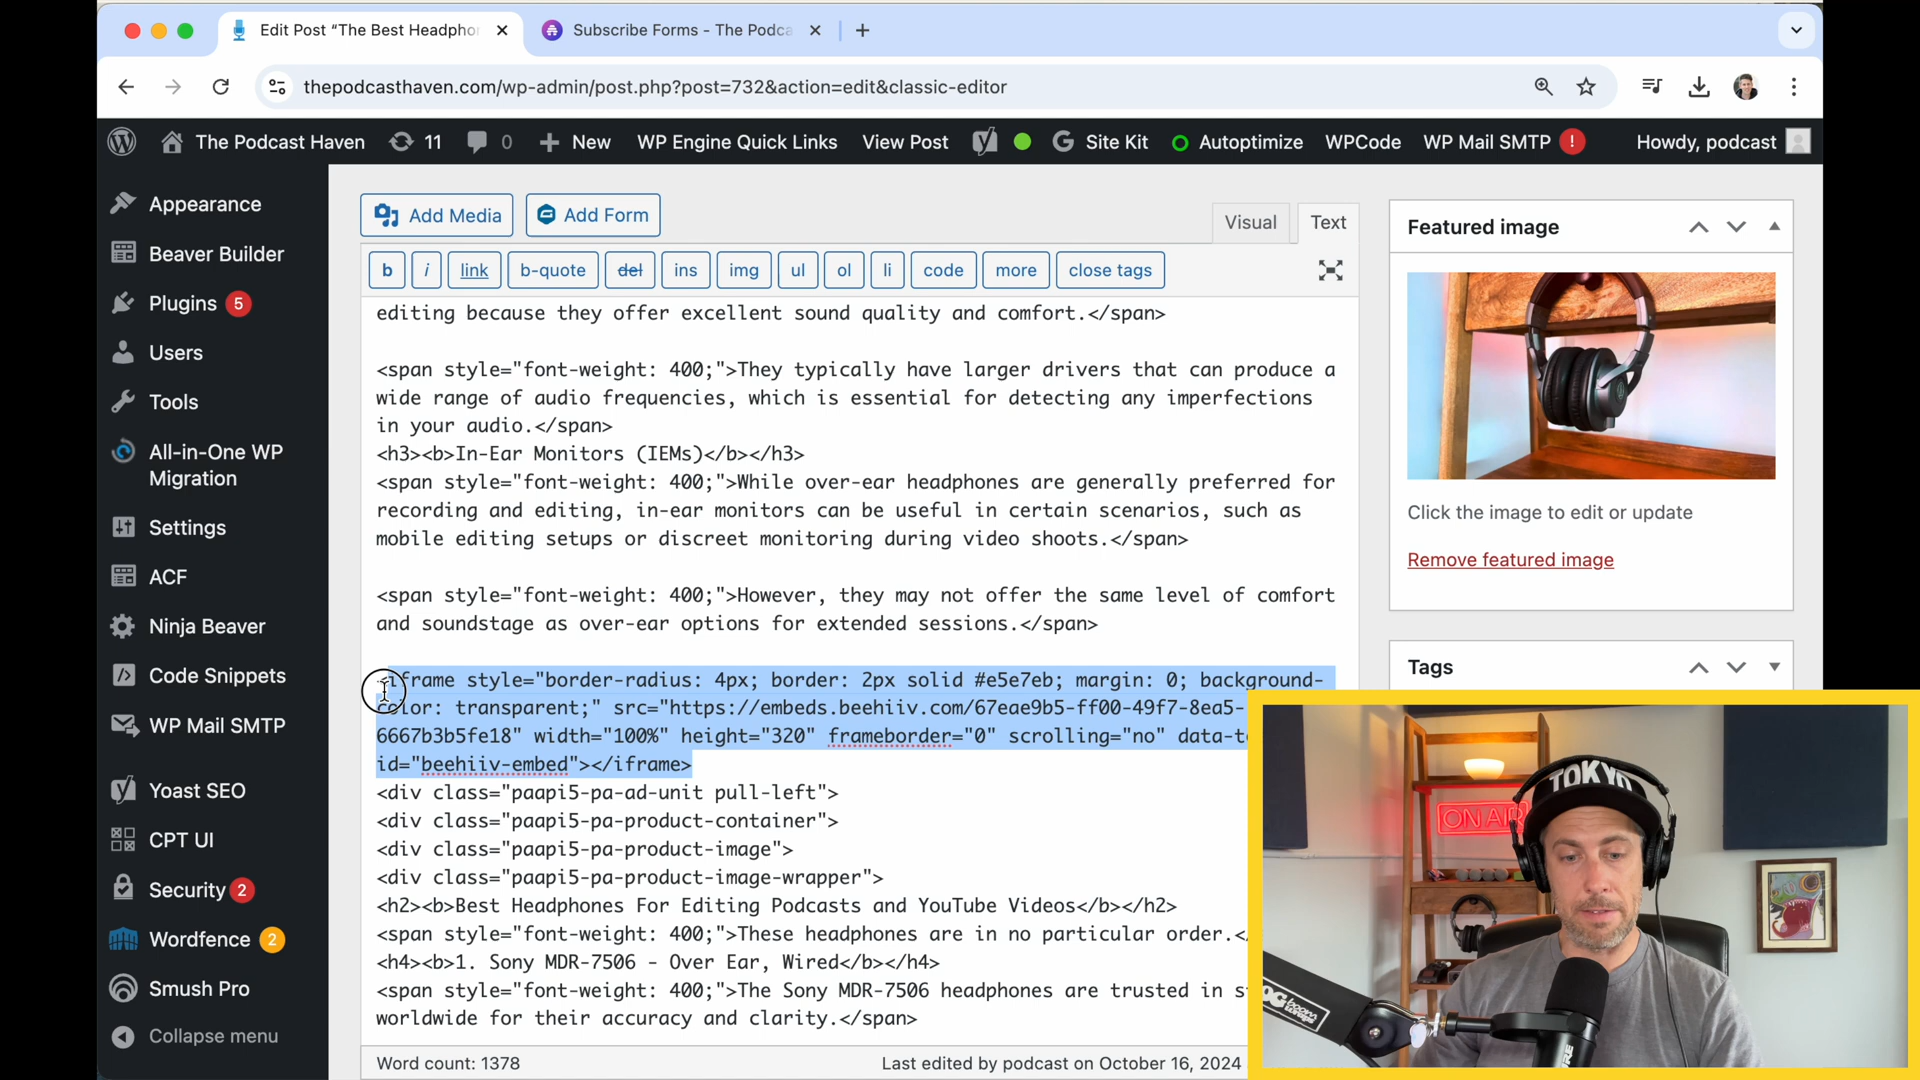 Edit Post “The Best Headpho
Subscribe Forms - The Podca
thepodcasthaven.com/wp-admin/post.php?post=732&action=edit&classic-editor
The Podcast Haven
11
0
New
WP Engine Quick Links
View Post
Site Kit
Autoptimize
WPCode
WP Mail SMTP
!
Howdy, podcast
Appearance
Beaver Builder
Plugins 5
Users
Tools
All-in-One WP
Migration
Settings
ACF
Ninja Beaver
Code Snippets
WP Mail SMTP
Yoast SEO
CPT UI
Security 2
Wordfence 2
Smush Pro
Collapse menu
Add Media
Add Form
Visual
Text
b
i
link
b-quote
del
ins
img
ul
ol
li
code
more
close tags
editing because they offer excellent sound quality and comfort.</span>
<span style="font-weight: 400;">They typically have larger drivers that can produce a
wide range of audio frequencies, which is essential for detecting any imperfections
in your audio.</span>
<h3><b>In-Ear Monitors (IEMs)</b></h3>
<span style="font-weight: 400;">While over-ear headphones are generally preferred for
recording and editing, in-ear monitors can be useful in certain scenarios, such as
mobile editing setups or discreet monitoring during video shoots.</span>
<span style="font-weight: 400;">However, they may not offer the same level of comfort
and soundstage as over-ear options for extended sessions.</span>
<iframe style="border-radius: 4px; border: 2px solid #e5e7eb; margin: 0; background-
color: transparent;" src="https://embeds.beehiiv.com/67eae9b5-ff00-49f7-8ea5-
6667b3b5fe18" width="100%" height="320" frameborder="0" scrolling="no" data-t
id="beehiiv-embed"></iframe>
<div class="paapi5-pa-ad-unit pull-left">
<div class="paapi5-pa-product-container">
<div class="paapi5-pa-product-image">
<div class="paapi5-pa-product-image-wrapper">
<h2><b>Best Headphones For Editing Podcasts and YouTube Videos</b></h2>
<span style="font-weight: 400;">These headphones are in no particular order.<
<h4><b>1. Sony MDR-7506 - Over Ear, Wired</b></h4>
<span style="font-weight: 400;">The Sony MDR-7506 headphones are trusted in s
worldwide for their accuracy and clarity.</span>
Word count: 1378
Last edited by podcast on October 16, 2024
Featured image
Click the image to edit or update
Remove featured image
Tags
TOKYO
ON AIR